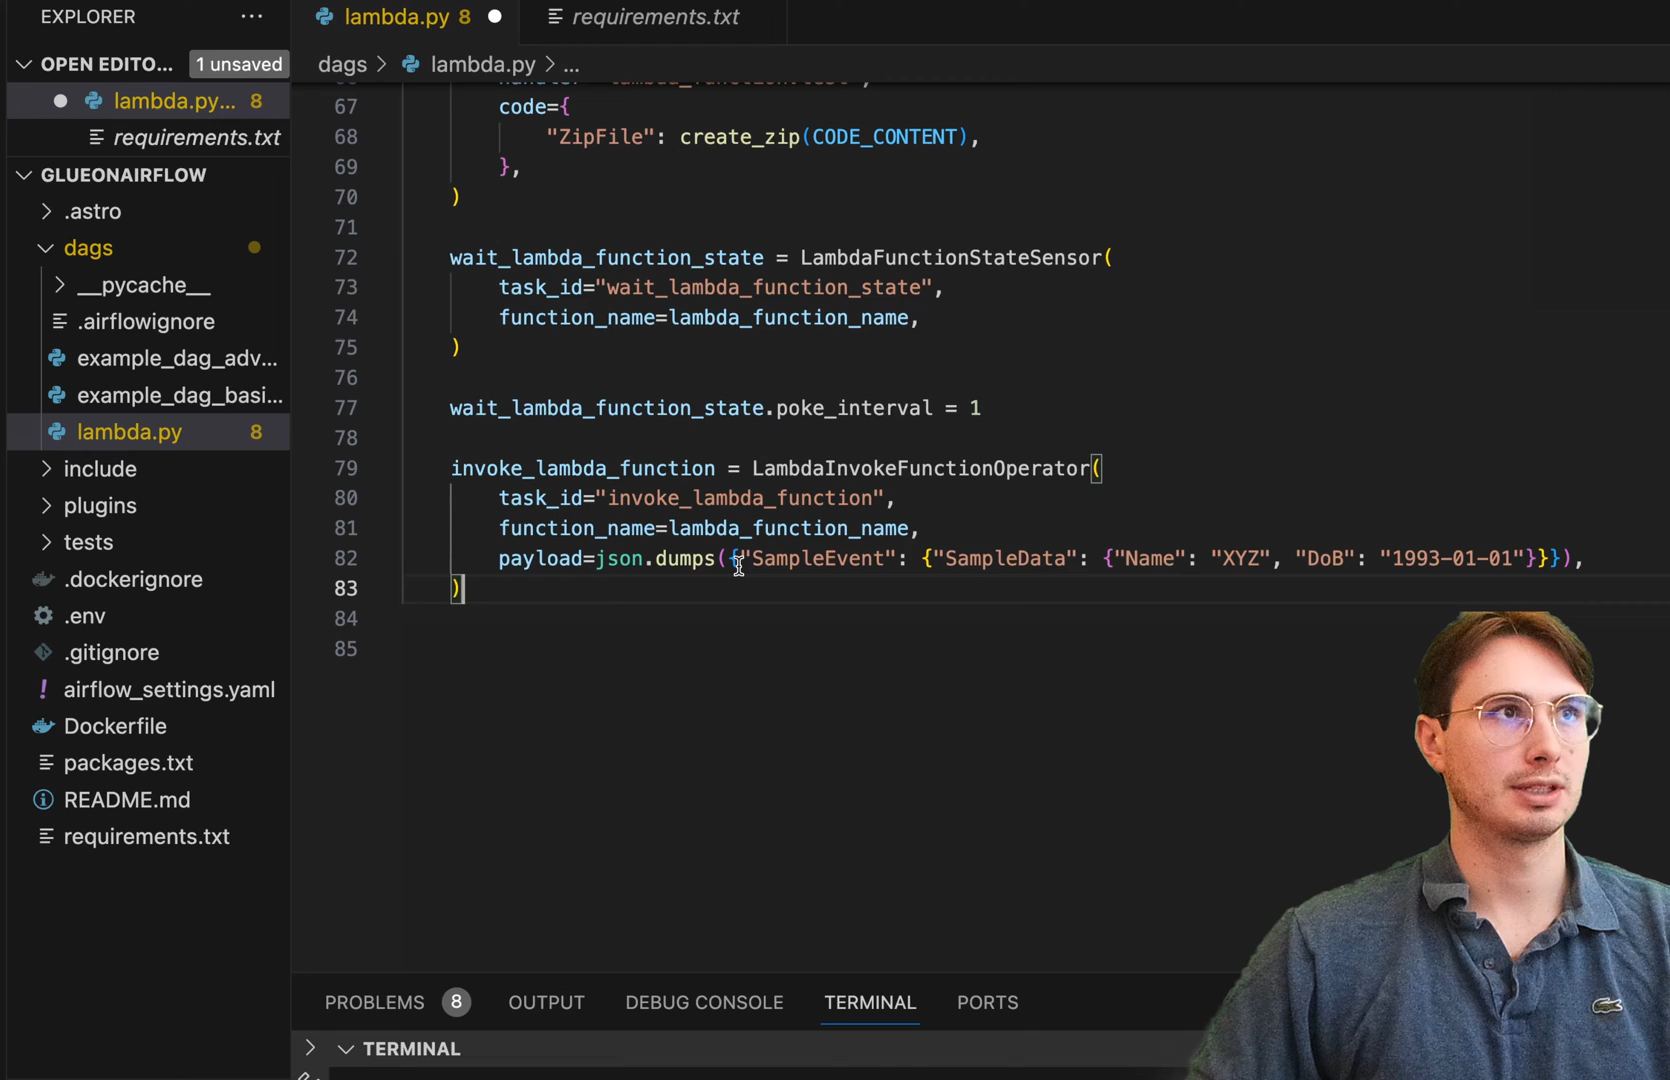 EXPLORER ...
lambda.py 8
requirements.txt
OPEN EDITO... 1 unsaved
lambda.py... 8
requirements.txt
GLUEONAIRFLOW
.astro
dags
__pycache__
.airflowignore
example_dag_adv...
example_dag_basi...
lambda.py 8
include
plugins
tests
.dockerignore
.env
.gitignore
airflow_settings.yaml
Dockerfile
packages.txt
README.md
requirements.txt
dags > lambda.py > ...
67 code={
68 "ZipFile": create_zip(CODE_CONTENT),
69 },
70 )
71
72 wait_lambda_function_state = LambdaFunctionStateSensor(
73 task_id="wait_lambda_function_state",
74 function_name=lambda_function_name,
75 )
76
77 wait_lambda_function_state.poke_interval = 1
78
79 invoke_lambda_function = LambdaInvokeFunctionOperator(
80 task_id="invoke_lambda_function",
81 function_name=lambda_function_name,
82 payload=json.dumps({"SampleEvent": {"SampleData": {"Name": "XYZ", "DoB": "1993-01-01"}}}),
83 )
84
85
PROBLEMS 8 OUTPUT DEBUG CONSOLE TERMINAL PORTS
TERMINAL